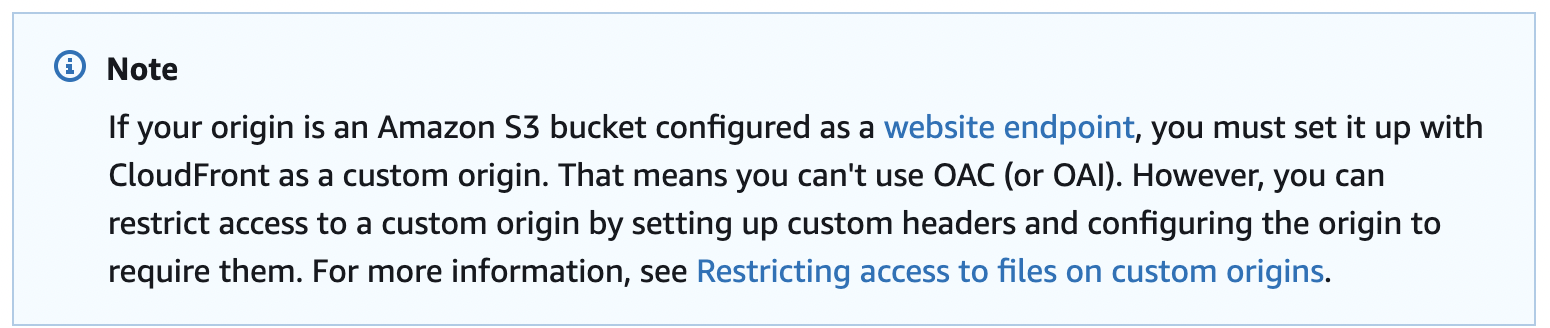 Note
If your origin is an Amazon S3 bucket configured as a website endpoint, you must set it up with
CloudFront as a custom origin. That means you can't use OAC (or OAI). However, you can
restrict access to a custom origin by setting up custom headers and configuring the origin to
require them. For more information, see Restricting access to files on custom origins.